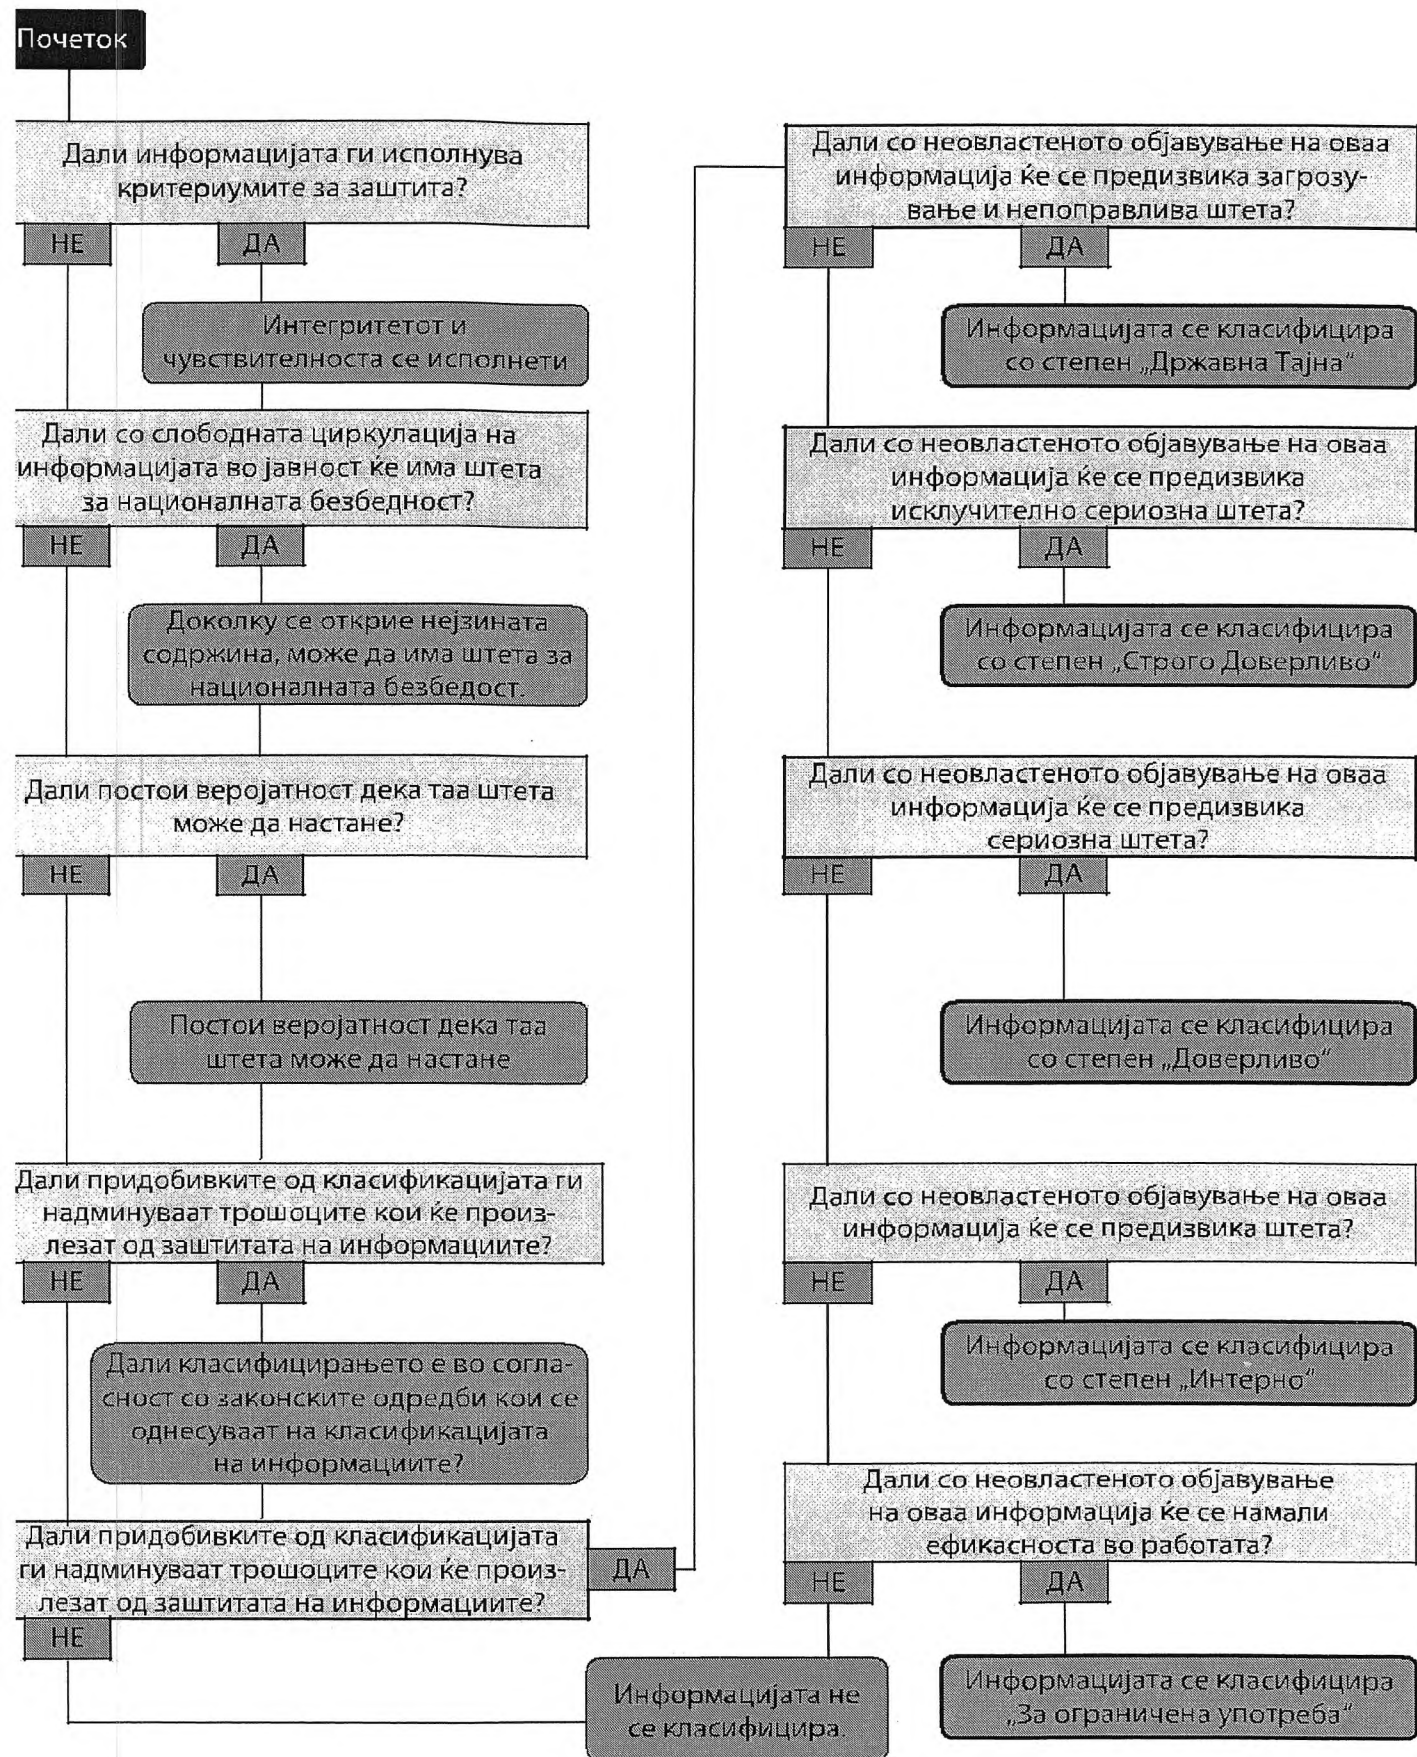 Почеток
Дали информацијата ги исполнува
критериумите за заштита?
НЕ
ДА
Интегритетот и
чувствителноста се исполнети
Дали со слободната циркулација на
информацијата во јавност ќе има штета
за националната безбедност?
НЕ
ДА
Доколку се открие нејзината
содржина, може да има штета за
националната безбедост.
Дали постои веројатност дека таа штета
може да настане?
НЕ
ДА
Постои веројатност дека таа
штета може да настане
Дали придобивките од класификацијата ги
надминуваат трошоците кои ќе произ-
лезат од заштитата на информациите?
НЕ
ДА
Дали класифицирањето е во согла-
сност со законските одредби кои се
однесуваат на класификацијата
на информациите?
Дали придобивките од класификацијата
ги надминуваат трошоците кои ќе произ-
лезат од заштитата на информациите?
ДА
НЕ
Дали со неовластеното објавување на оваа
информација ќе се предизвика загрозу-
вање и непоправлива штета?
НЕ
ДА
Информацијата се класифицира
со степен „Државна Тајна“
Дали со неовластеното објавување на оваа
информација ќе се предизвика
исклучително сериозна штета?
НЕ
ДА
Информацијата се класифицира
со степен „Строго Доверливо“
Дали со неовластеното објавување на оваа
информација ќе се предизвика
сериозна штета?
НЕ
ДА
Информацијата се класифицира
со степен „Доверливо“
Дали со неовластеното објавување на оваа
информација ќе се предизвика штета?
НЕ
ДА
Информацијата се класифицира
со степен „Интерно“
Дали со неовластеното објавување
на оваа информација ќе се намали
ефикасноста во работата?
НЕ
ДА
Информацијата не
се класифицира.
Информацијата се класифицира
„За ограничена употреба“